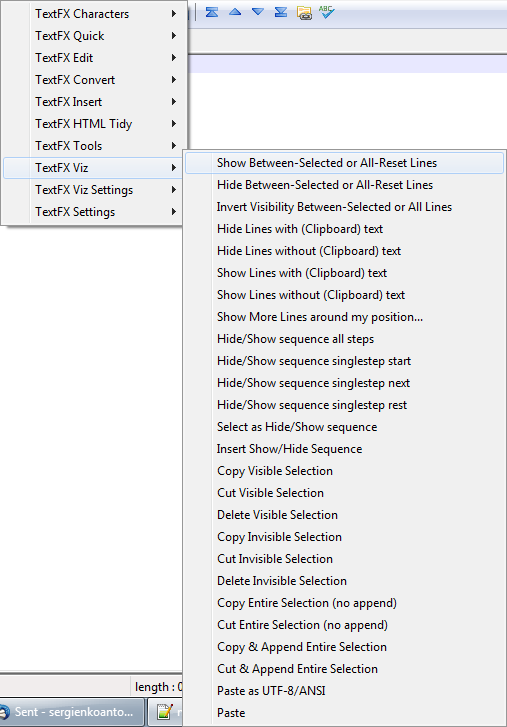 ABC
TextFX Characters
TextFX Quick
TextFX Edit
TextFX Convert
TextFX Insert
TextFX HTML Tidy
TextFX Tools
TextFX Viz
TextFX Viz Settings
TextFX Settings
Show Between-Selected or All-Reset Lines
Hide Between-Selected or All-Reset Lines
Invert Visibility Between-Selected or All Lines
Hide Lines with (Clipboard) text
Hide Lines without (Clipboard) text
Show Lines with (Clipboard) text
Show Lines without (Clipboard) text
Show More Lines around my position...
Hide/Show sequence all steps
Hide/Show sequence singlestep start
Hide/Show sequence singlestep next
Hide/Show sequence singlestep rest
Select as Hide/Show sequence
Insert Show/Hide Sequence
Copy Visible Selection
Cut Visible Selection
Delete Visible Selection
Copy Invisible Selection
Cut Invisible Selection
Delete Invisible Selection
Copy Entire Selection (no append)
Cut Entire Selection (no append)
Copy & Append Entire Selection
Cut & Append Entire Selection
Paste as UTF-8/ANSI
Paste
length : 0
Sent - sergienkoanto...